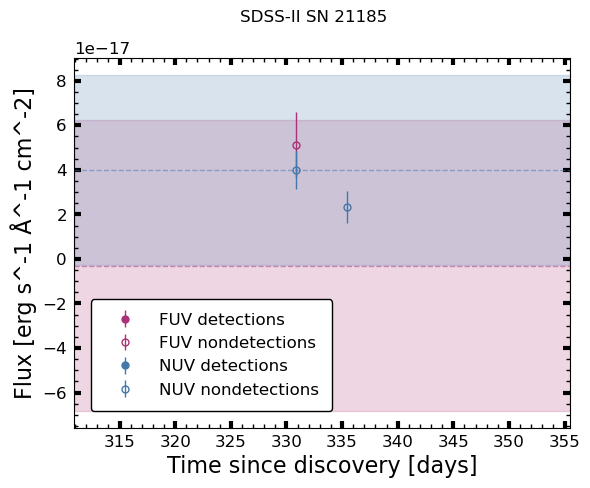 SDSS-II SN 21185
1e−17
8
6
4
2
0
−2
−4
−6
Flux [erg s^-1 Å^-1 cm^-2]
FUV detections
FUV nondetections
NUV detections
NUV nondetections
315 320 325 330 335 340 345 350 355
Time since discovery [days]